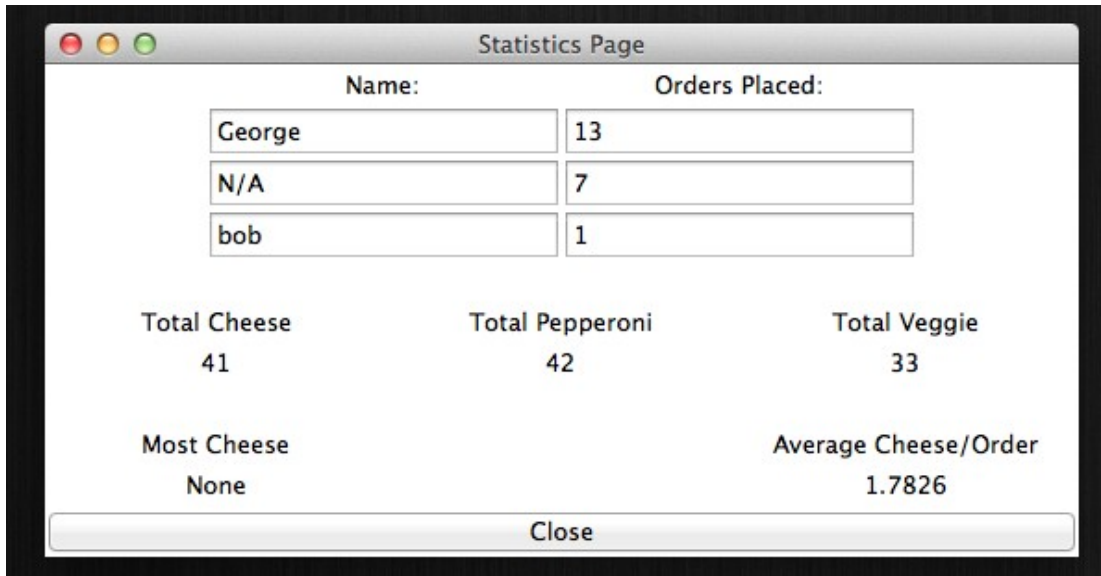 Statistics Page
Name: Orders Placed:
George 13
N/A 7
bob 1
Total Cheese Total Pepperoni Total Veggie
41 42 33
Most Cheese Average Cheese/Order
None 1.7826
Close